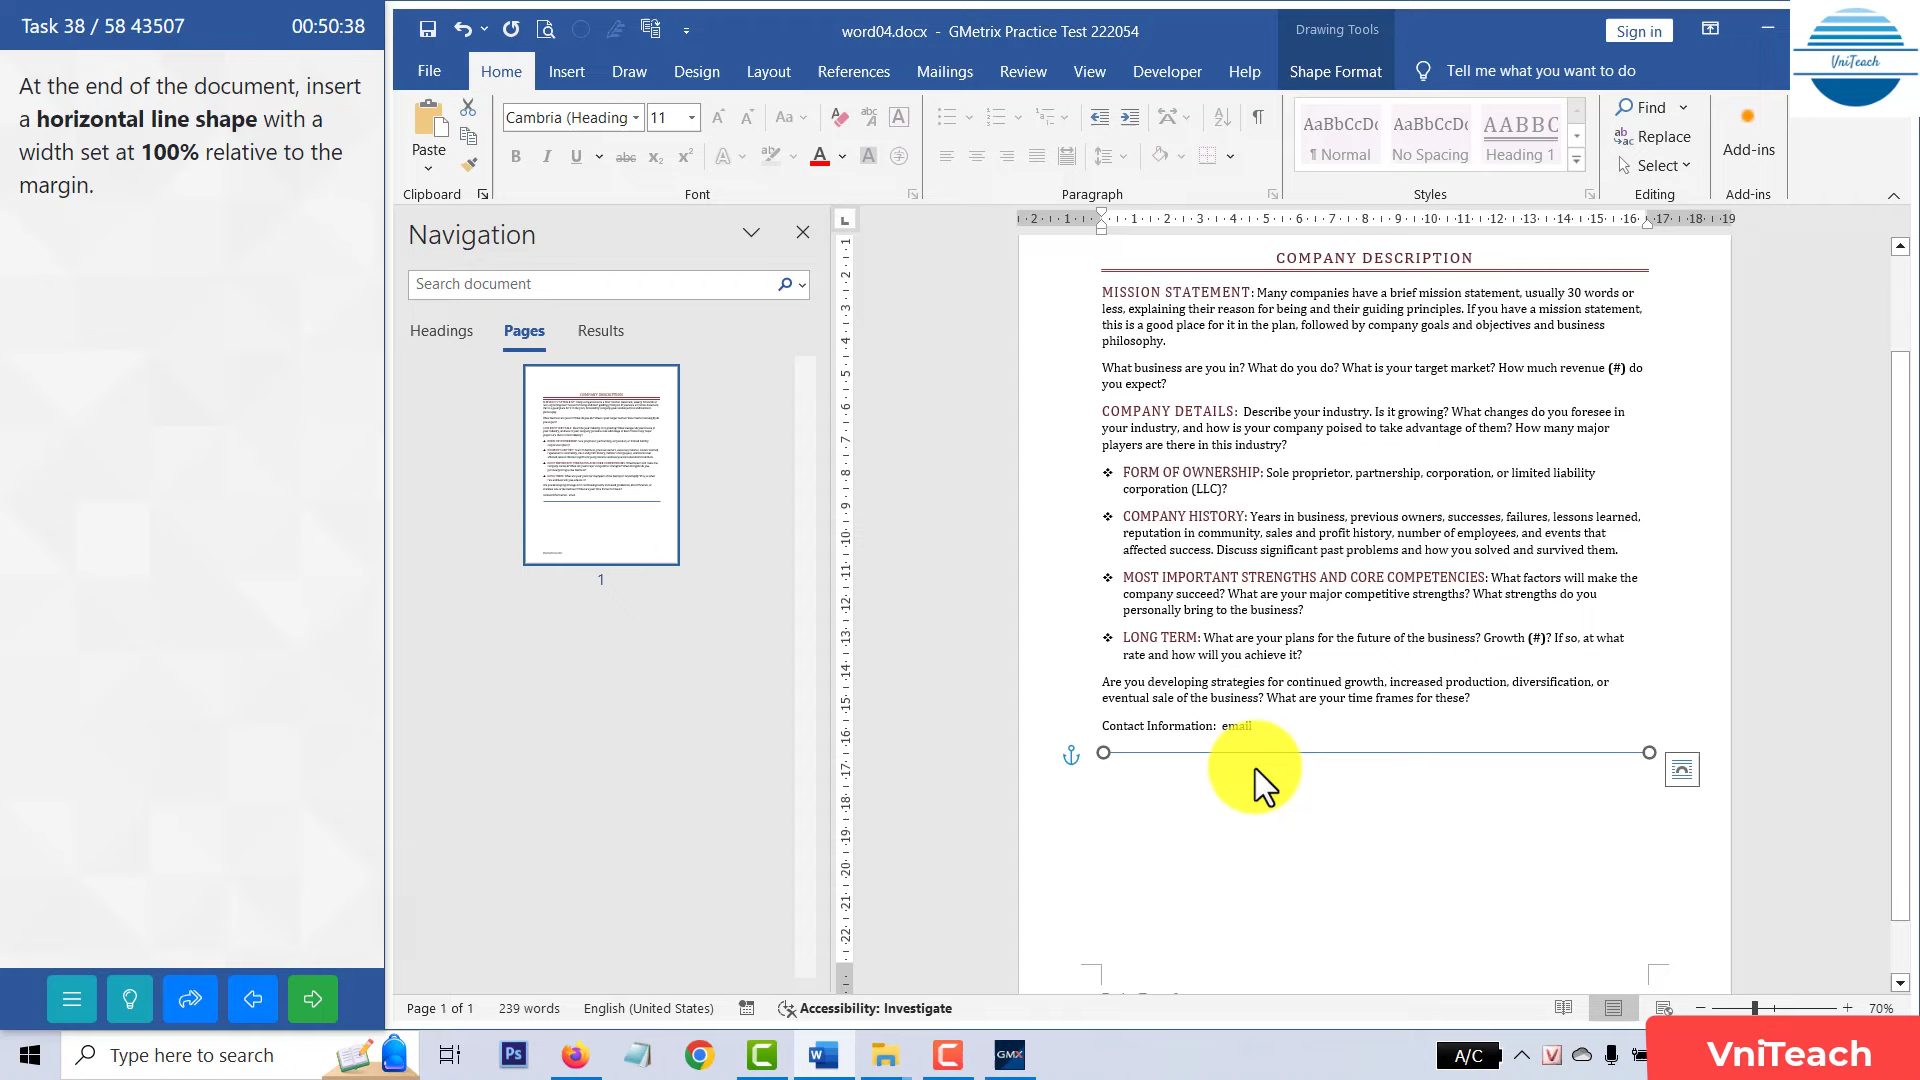 Task 38 / 58 43507
00:50:38
At the end of the document, insert
a horizontal line shape with a
width set at 100% relative to the
margin.
word04.docx - GMetrix Practice Test 222054
Drawing Tools
Sign in
UniTeach
File
Home
Insert
Draw
Design
Layout
References
Mailings
Review
View
Developer
Help
Shape Format
Tell me what you want to do
Paste
Clipboard
Cambria (Heading
11
Font
Paragraph
AaBbCcDc
¶ Normal
AaBbCcDc
No Spacing
AABBC
Heading 1
Styles
Find
Replace
Select
Editing
Add-ins
Add-ins
Navigation
Search document
Headings
Pages
Results
1
COMPANY DESCRIPTION
MISSION STATEMENT: Many companies have a brief mission statement, usually 30 words or
less, explaining their reason for being and their guiding principles. If you have a mission statement,
this is a good place for it in the plan, followed by company goals and objectives and business
philosophy.
What business are you in? What do you do? What is your target market? How much revenue (#) do
you expect?
COMPANY DETAILS: Describe your industry. Is it growing? What changes do you foresee in
your industry, and how is your company poised to take advantage of them? How many major
players are there in this industry?
❖ FORM OF OWNERSHIP: Sole proprietor, partnership, corporation, or limited liability
corporation (LLC)?
❖ COMPANY HISTORY: Years in business, previous owners, successes, failures, lessons learned,
reputation in community, sales and profit history, number of employees, and events that
affected success. Discuss significant past problems and how you solved and survived them.
❖ MOST IMPORTANT STRENGTHS AND CORE COMPETENCIES: What factors will make the
company succeed? What are your major competitive strengths? What strengths do you
personally bring to the business?
❖ LONG TERM: What are your plans for the future of the business? Growth (#)? If so, at what
rate and how will you achieve it?
Are you developing strategies for continued growth, increased production, diversification, or
eventual sale of the business? What are your time frames for these?
Contact Information: email
Page 1 of 1
239 words
English (United States)
Accessibility: Investigate
70%
Type here to search
Ps
GMX
A/C
VniTeach